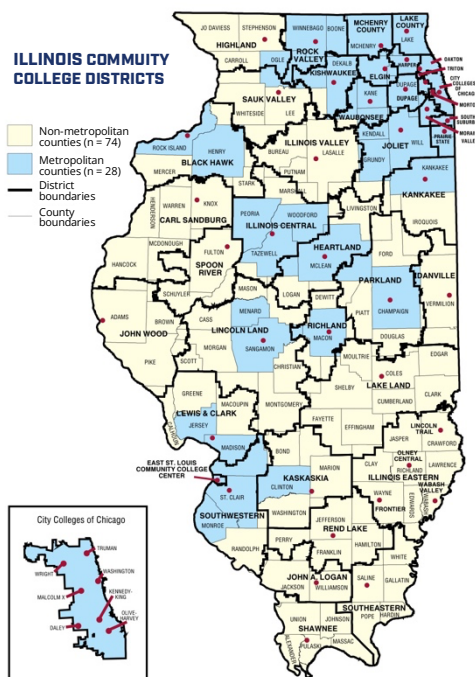 ILLINOIS COMMUITY
COLLEGE DISTRICTS
Non-metropolitan
counties (n = 74)
Metropolitan
counties (n = 28)
District
boundaries
County
boundaries
JO DAVIESS
STEPHENSON
WINNEBAGO
BOONE
MCHENRY
COUNTY
LAKE
COUNTY
LAKE
HIGHLAND
ROCK
VALLEY
MCHENRY
CARROLL
OGLE
DEKALB
KISHWAUKEE
ELGIN
HARPER
OAKTON
TRITON
CITY
COLLEGES
OF
CHICAGO
KANE
DUPAGE
DUPAGE
SAUK VALLEY
WHITESIDE
LEE
WAUBONSEE
KENDALL
SOUTH
SUBURBAN
PRAIRIE
STATE
MORAINE
VALLEY
ROCK ISLAND
HENRY
BUREAU
ILLINOIS VALLEY
LASALLE
JOLIET
WILL
GRUNDY
BLACK HAWK
MERCER
PUTNAM
KANKAKEE
KANKAKEE
STARK
MARSHALL
LIVINGSTON
IROQUOIS
HENDERSON
WARREN
KNOX
CARL SANDBURG
PEORIA
WOODFORD
ILLINOIS CENTRAL
TAZEWELL
HEARTLAND
MCLEAN
FORD
MCDONOUGH
HANCOCK
FULTON
SPOON
RIVER
PARKLAND
DANVILLE
VERMILION
CHAMPAIGN
MASON
LOGAN
DEWITT
PIATT
SCHUYLER
ADAMS
BROWN
JOHN WOOD
PIKE
CASS
MENARD
LINCOLN LAND
SANGAMON
MORGAN
SCOTT
RICHLAND
MACON
DOUGLAS
MOULTRIE
COLES
EDGAR
CHRISTIAN
SHELBY
LAKE LAND
CUMBERLAND
CLARK
GREENE
MACOUPIN
MONTGOMERY
LEWIS & CLARK
JERSEY
CALHOUN
MADISON
FAYETTE
EFFINGHAM
JASPER
LINCOLN
TRAIL
CRAWFORD
BOND
CLAY
OLNEY
CENTRAL
RICHLAND
LAWRENCE
EAST ST. LOUIS
COMMUNITY COLLEGE
CENTER
ST. CLAIR
CLINTON
KASKASKIA
MARION
ILLINOIS EASTERN
WABASH
VALLEY
WABASH
WAYNE
FRONTIER
EDWARDS
SOUTHWESTERN
MONROE
WASHINGTON
JEFFERSON
REND LAKE
RANDOLPH
PERRY
FRANKLIN
HAMILTON
WHITE
JOHN A. LOGAN
JACKSON
WILLIAMSON
SALINE
GALLATIN
SOUTHEASTERN
UNION
JOHNSON
POPE
HARDIN
SHAWNEE
ALEXANDER
PULASKI
MASSAC
City Colleges of Chicago
TRUMAN
WRIGHT
WASHINGTON
MALCOLM X
KENNEDY-
KING
DALEY
OLIVE-
HARVEY